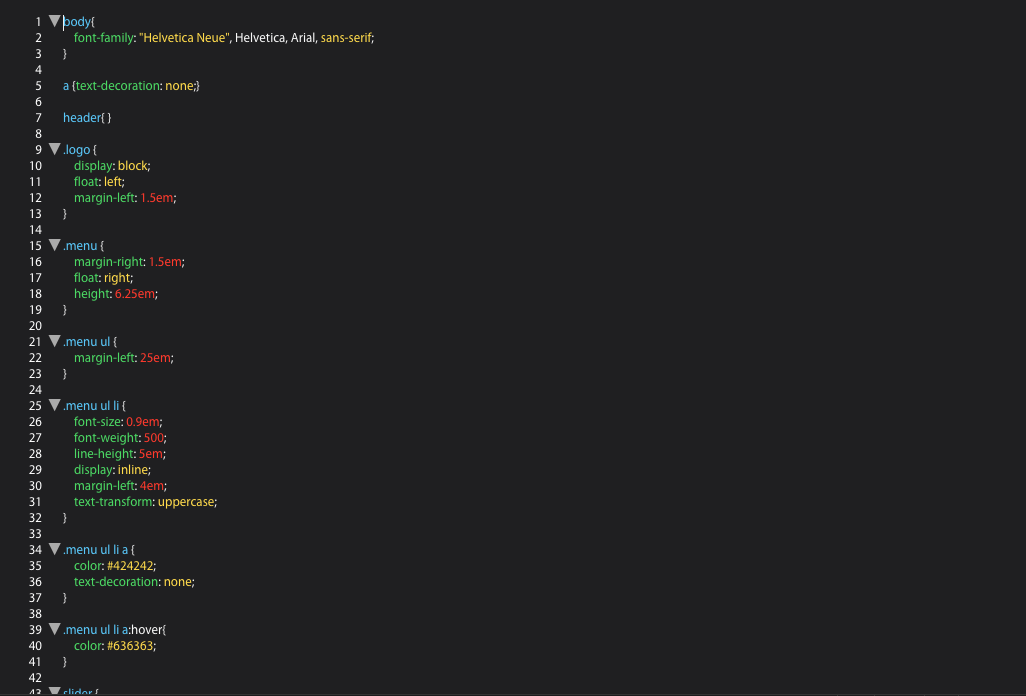 1 body{
2 font-family: "Helvetica Neue", Helvetica, Arial, sans-serif;
3 }
4
5 a {text-decoration: none;}
6
7 header{ }
8
9 .logo {
10 display: block;
11 float: left;
12 margin-left: 1.5em;
13 }
14
15 .menu {
16 margin-right: 1.5em;
17 float: right;
18 height: 6.25em;
19 }
20
21 .menu ul {
22 margin-left: 25em;
23 }
24
25 .menu ul li {
26 font-size: 0.9em;
27 font-weight: 500;
28 line-height: 5em;
29 display: inline;
30 margin-left: 4em;
31 text-transform: uppercase;
32 }
33
34 .menu ul li a {
35 color: #424242;
36 text-decoration: none;
37 }
38
39 .menu ul li a:hover{
40 color: #636363;
41 }
42
43 slider {